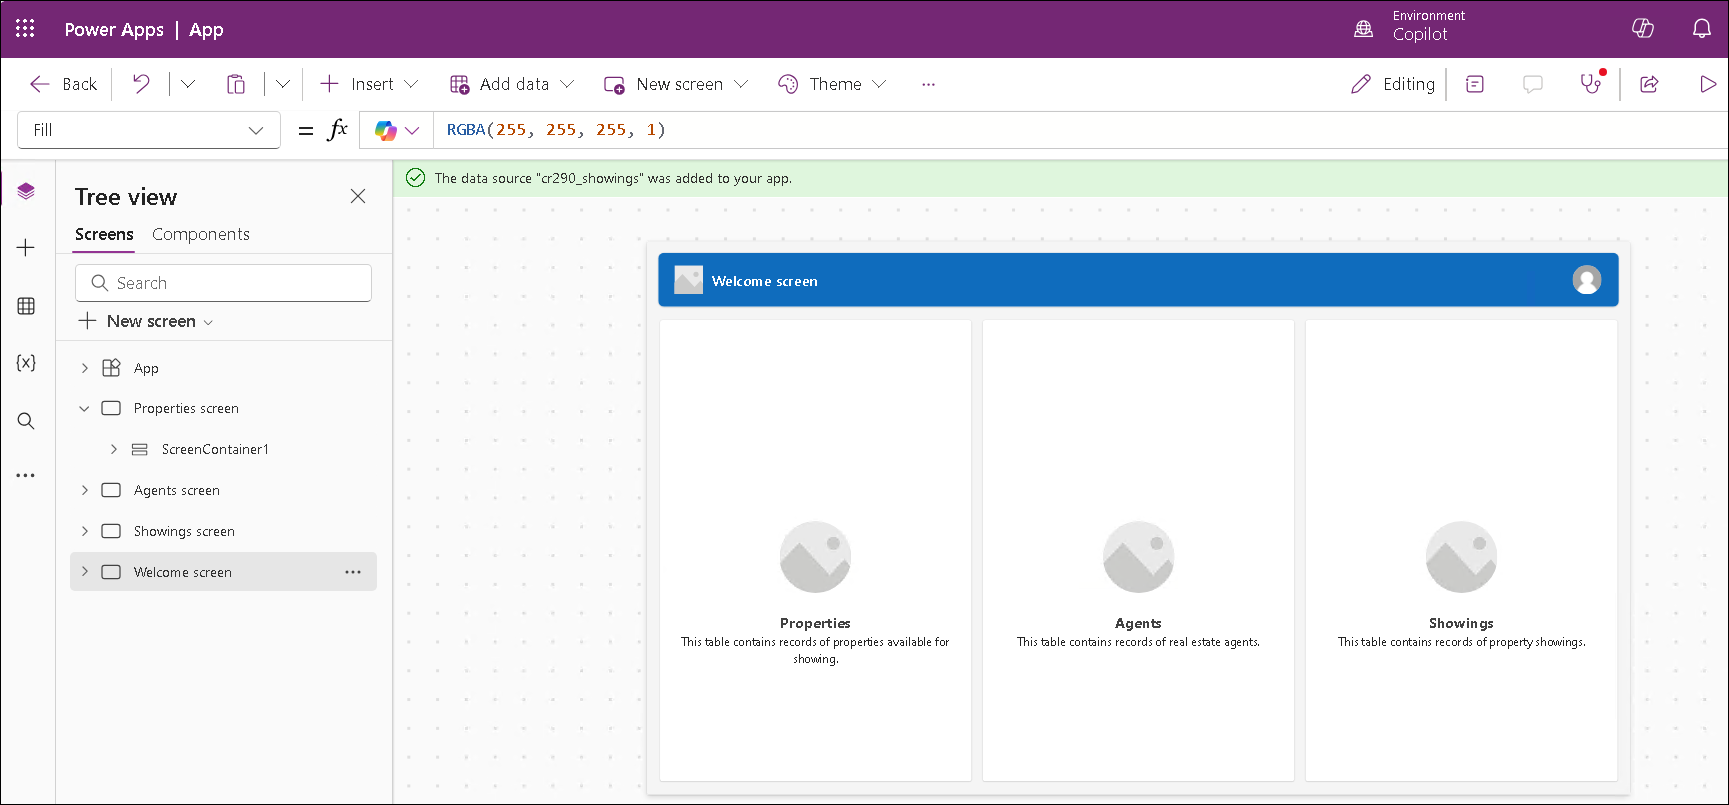 Power Apps | App
Environment
Copilot
Back
Insert
Add data
New screen
Theme
...
Editing
Fill
= fx
RGBA(255, 255, 255, 1)
The data source "cr290_showings" was added to your app.
Tree view
Screens
Components
Search
New screen
App
Properties screen
ScreenContainer1
Agents screen
Showings screen
Welcome screen
...
{x}
Welcome screen
Properties
This table contains records of properties available for
showing.
Agents
This table contains records of real estate agents.
Showings
This table contains records of property showings.